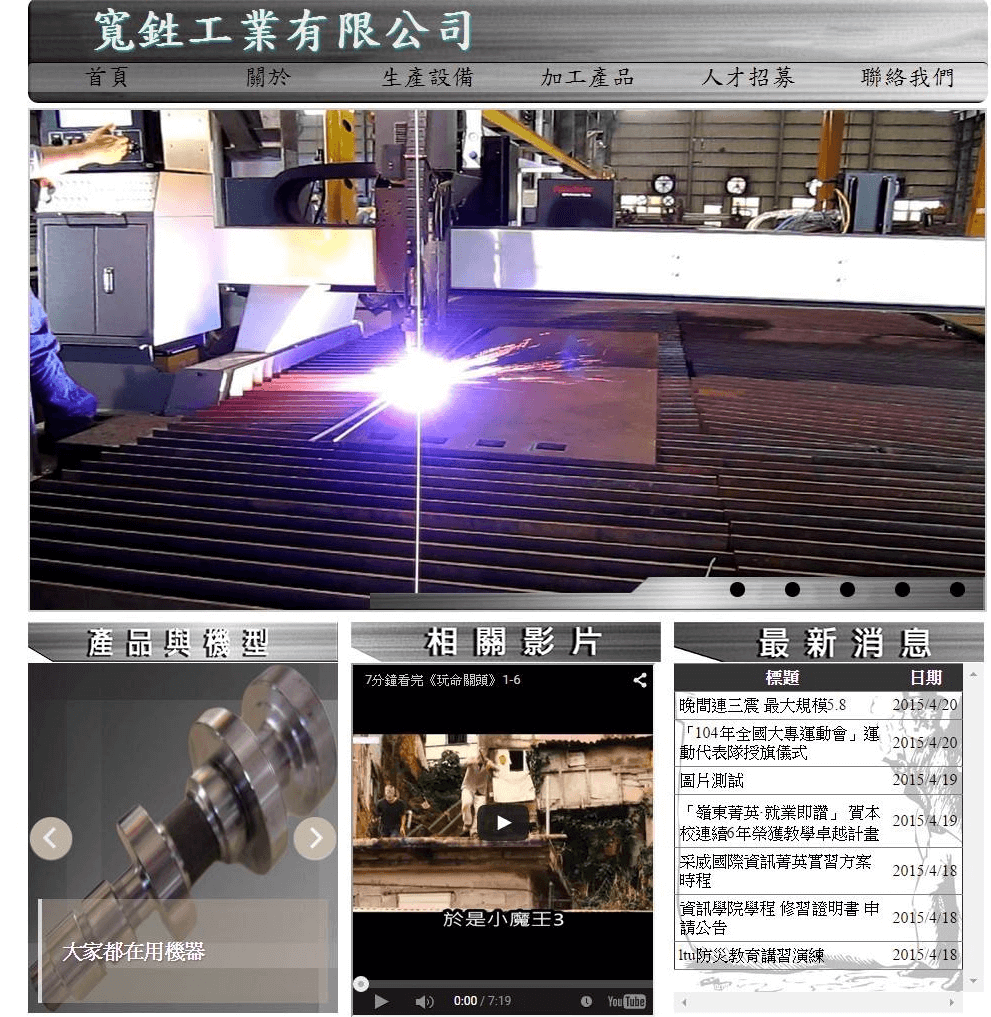 寬鉎工業有限公司
首頁 關於 生產設備 加工產品 人才招募 聯絡我們
產品與機型
大家都在用機器
相關影片
7分鐘看完《玩命關頭》1-6
於是小魔王3
0:00 / 7:19
YouTube
最新消息
標題 日期
晚間連三震 最大規模5.8 2015/4/20
「104年全國大專運動會」運
動代表隊授旗儀式 2015/4/20
圖片測試 2015/4/19
「嶺東菁英·就業即讚」 賀本
校連續6年榮獲教學卓越計畫 2015/4/19
采威國際資訊菁英實習方案
時程 2015/4/18
資訊學院學程 修習證明書 申
請公告 2015/4/18
ltu防災教育講習演練 2015/4/18